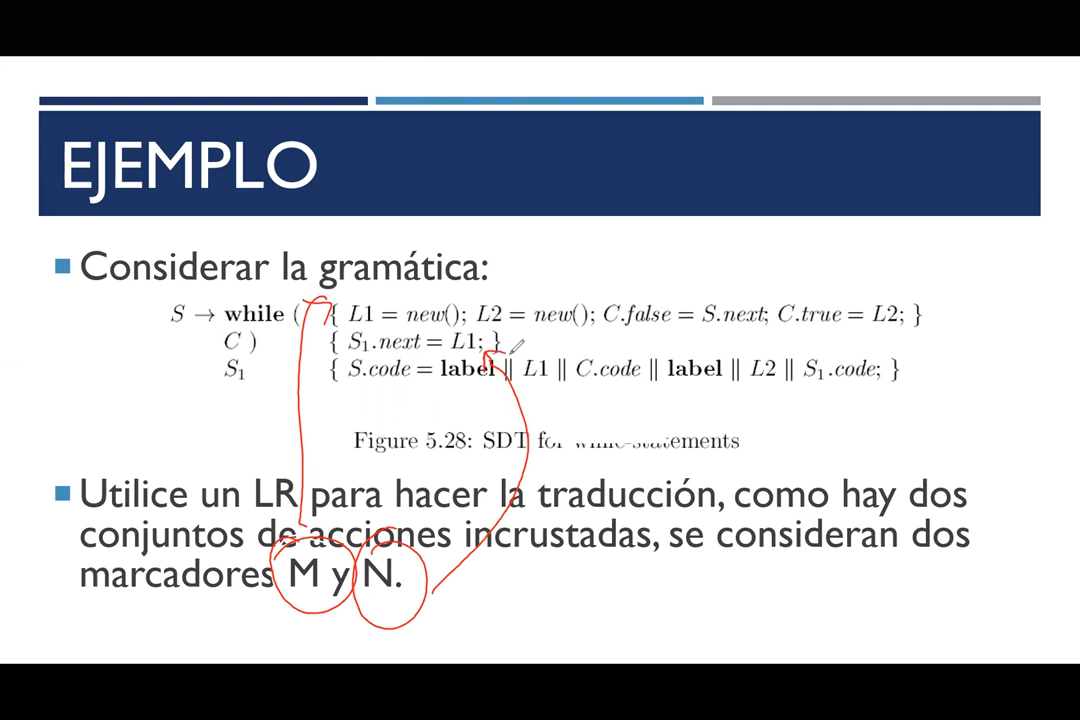 EJEMPLO
Considerar la gramática:
S → while ( { L1 = new(); L2 = new(); C.false = S.next; C.true = L2; }
C ) { S₁.next = L1; }
S₁ { S.code = label || L1 || C.code || label || L2 || S₁.code; }
Figure 5.28: SDT for while-statements
Utilice un LR para hacer la traducción, como hay dos
conjuntos de acciones incrustadas, se consideran dos
marcadores M y N.